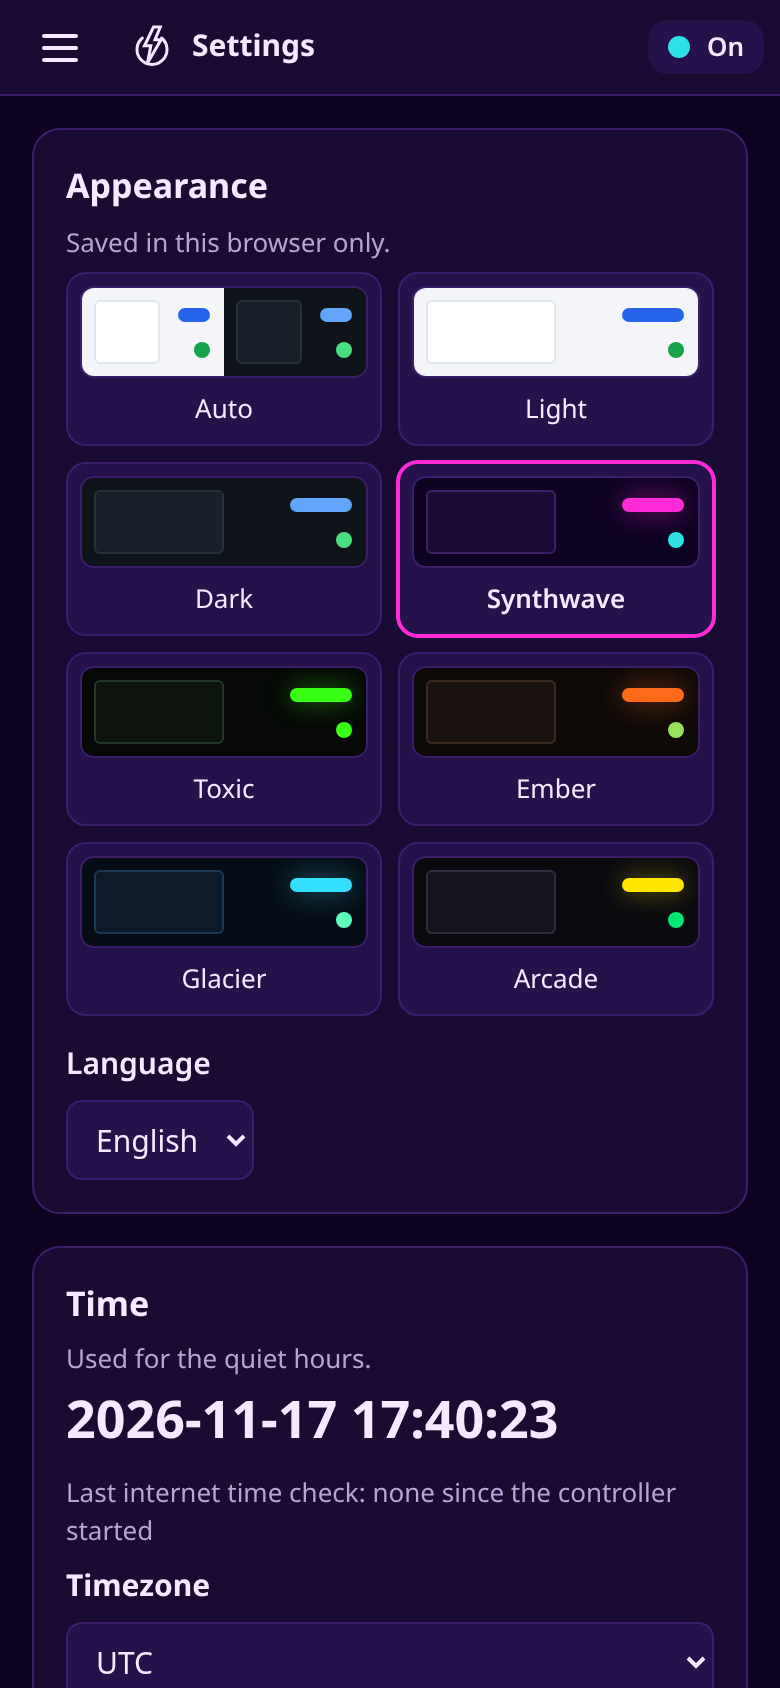 Settings
On
Appearance
Saved in this browser only.
Auto
Light
Dark
Synthwave
Toxic
Ember
Glacier
Arcade
Language
English
Time
Used for the quiet hours.
2026-11-17 17:40:23
Last internet time check: none since the controller
started
Timezone
UTC